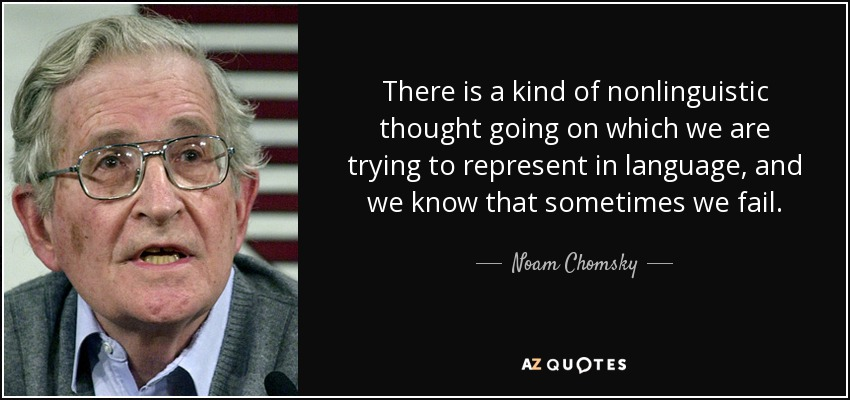 There is a kind of nonlinguistic
thought going on which we are
trying to represent in language, and
we know that sometimes we fail.
Noam Chomsky
AZ QUOTES